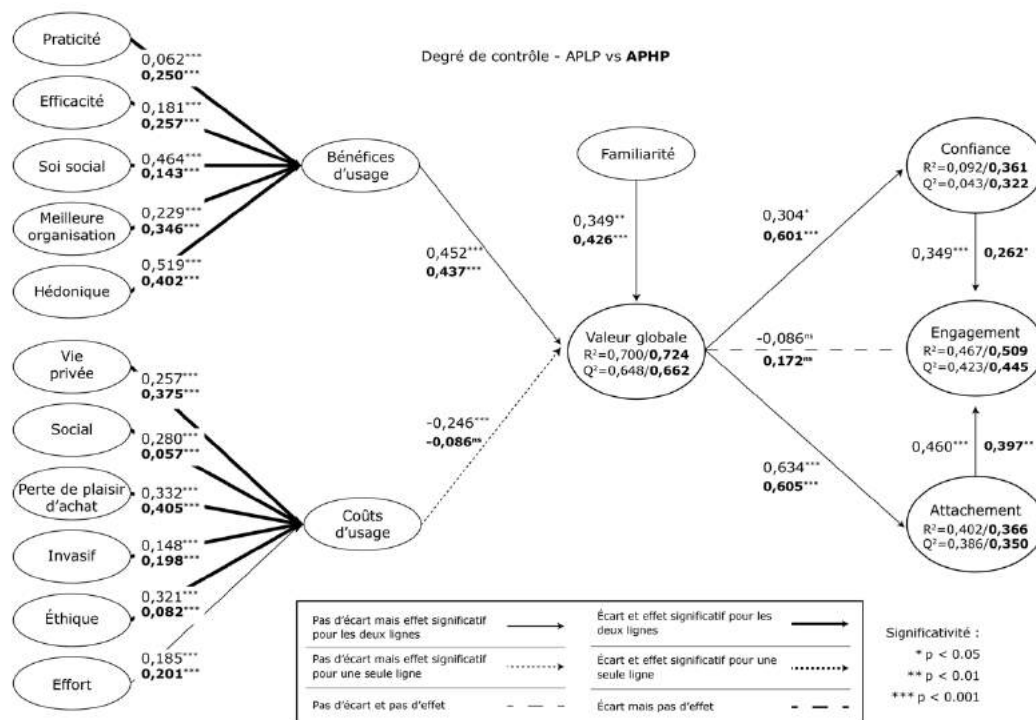 Degré de contrôle - APLP vs APHP
Praticité
0,062***
0,250***
Efficacité
0,181***
0,257***
Soi social
0,464***
0,143***
Meilleure
organisation
0,229***
0,346***
Hédonique
0,519***
0,402***
Bénéfices
d'usage
0,452***
0,437***
Familiarité
0,349**
0,426***
Vie
privée
0,257***
0,375***
Social
0,280***
0,057***
Perte de plaisir
d'achat
0,332***
0,405***
Invasif
0,148***
0,198***
Éthique
0,321***
0,082***
Effort
0,185***
0,201***
Coûts
d'usage
-0,246***
-0,086ns
Valeur globale
R²=0,700/0,724
Q²=0,648/0,662
0,304*
0,601***
-0,086ns
0,172ns
0,634***
0,605***
Confiance
R²=0,092/0,361
Q²=0,043/0,322
0,349*** 0,262*
Engagement
R²=0,467/0,509
Q²=0,423/0,445
0,460*** 0,397**
Attachement
R²=0,402/0,366
Q²=0,386/0,350
Pas d'écart mais effet significatif
pour les deux lignes
Pas d'écart mais effet significatif
pour une seule ligne
Pas d'écart et pas d'effet
Écart et effet significatif pour les
deux lignes
Écart et effet significatif pour une
seule ligne
Écart mais pas d'effet
Significativité :
* p < 0.05
** p < 0.01
*** p < 0.001